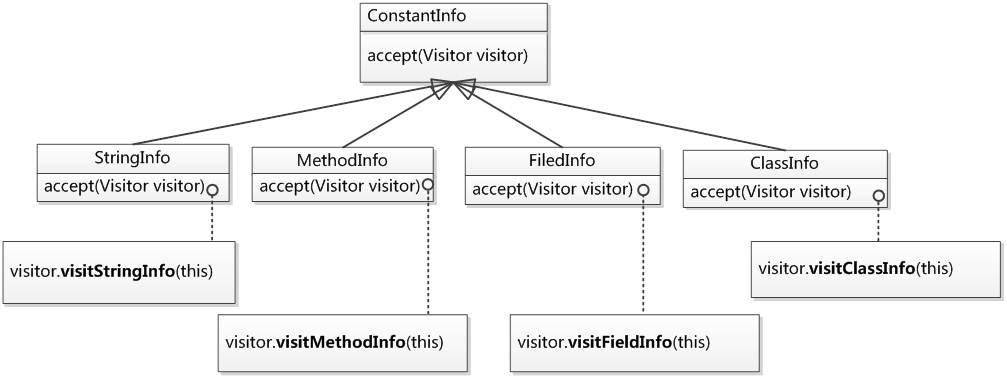 ConstantInfo
accept(Visitor visitor)
StringInfo
accept(Visitor visitor)
MethodInfo
accept(Visitor visitor)
FiledInfo
accept(Visitor visitor)
ClassInfo
accept(Visitor visitor)
visitor.visitStringInfo(this)
visitor.visitMethodInfo(this)
visitor.visitFieldInfo(this)
visitor.visitClassInfo(this)